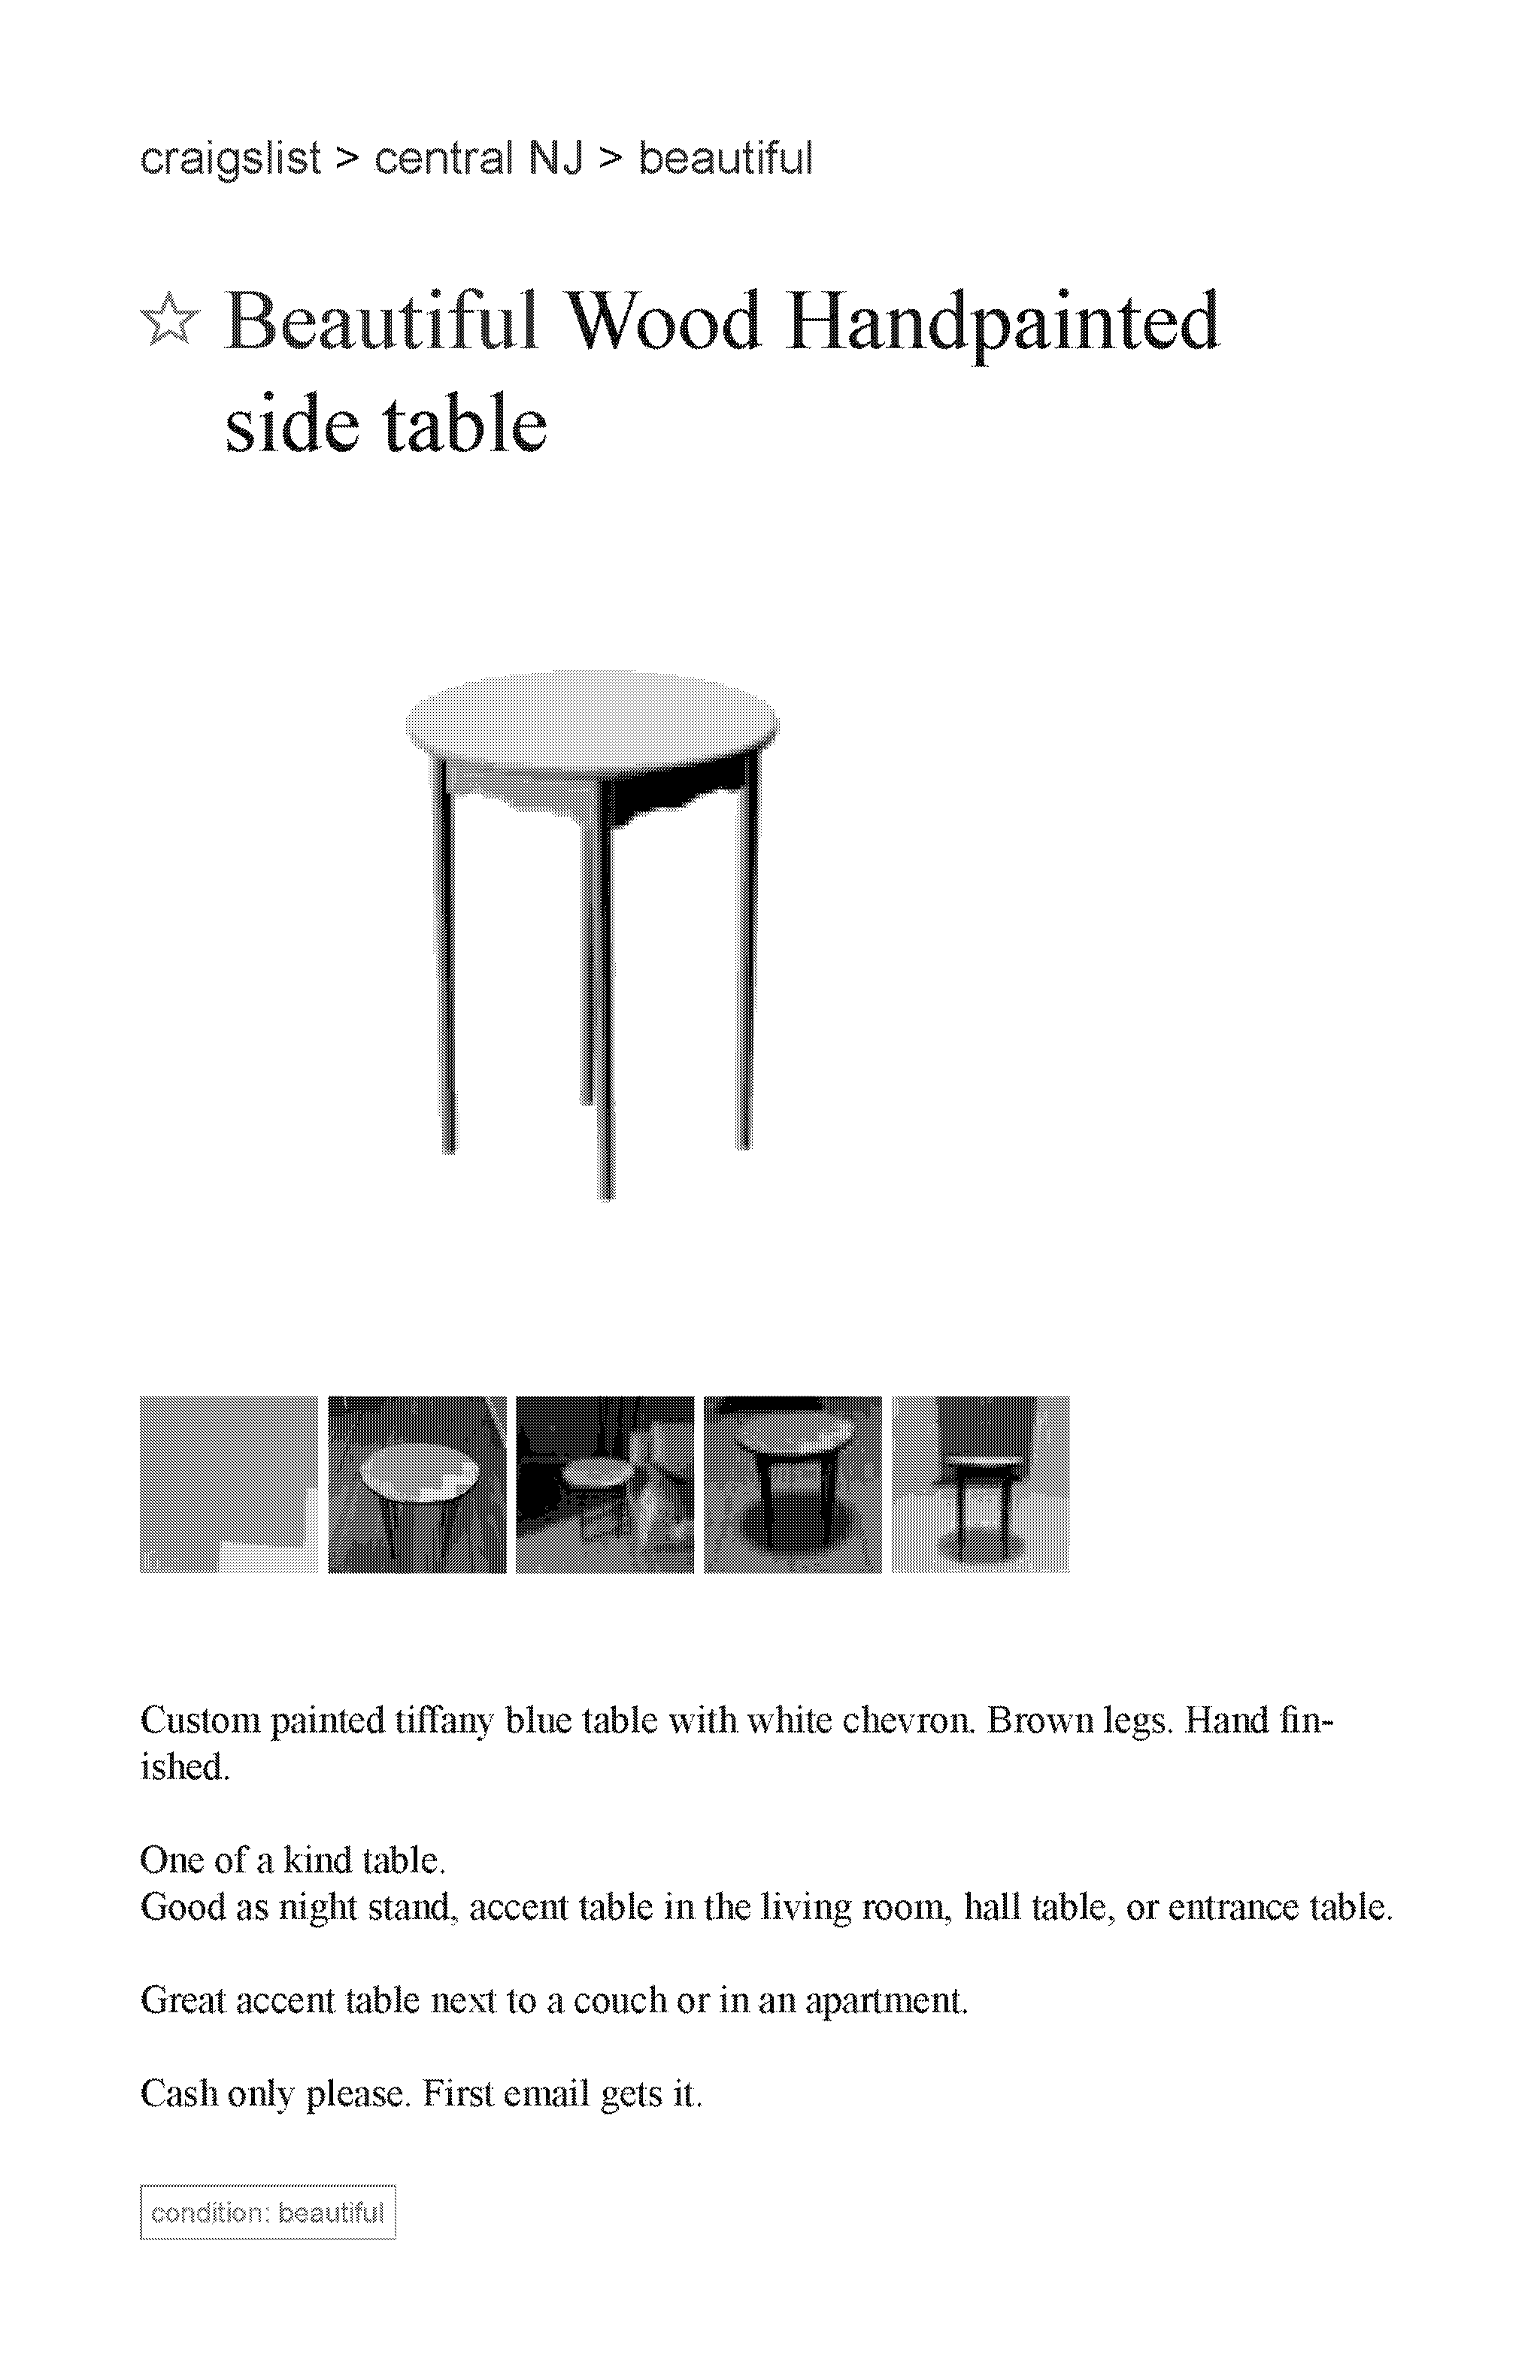 craigslist > central NJ > beautiful
☆ Beautiful Wood Handpainted
side table
Custom painted tiffany blue table with white chevron. Brown legs. Hand fin-
ished.
One of a kind table.
Good as night stand, accent table in the living room, hall table, or entrance table.
Great accent table next to a couch or in an apartment.
Cash only please. First email gets it.
condition: beautiful